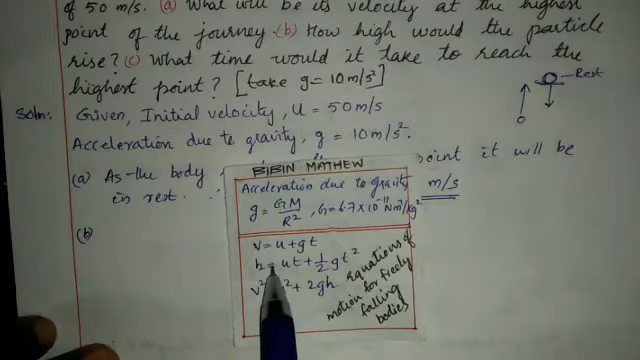 of 50 m/s. (a) What will be its velocity at the highest
point of the journey. (b) How high would the particle
rise? (c) What time would it take to reach the
highest point? [take g = 10 m/s²]
Rest
Soln: Given, Initial velocity, u = 50 m/s
Acceleration due to gravity, g = 10 m/s².
(a) As the body point it will be
in rest. m/s
BIBIN MATHEW
Acceleration due to gravity
g = GM/R², G = 6.7 × 10⁻¹¹ Nm²/kg²
(b)
v = u + gt
h = ut + 1/2 gt²
v² + 2gh
equations of
motion for freely
falling
bodies